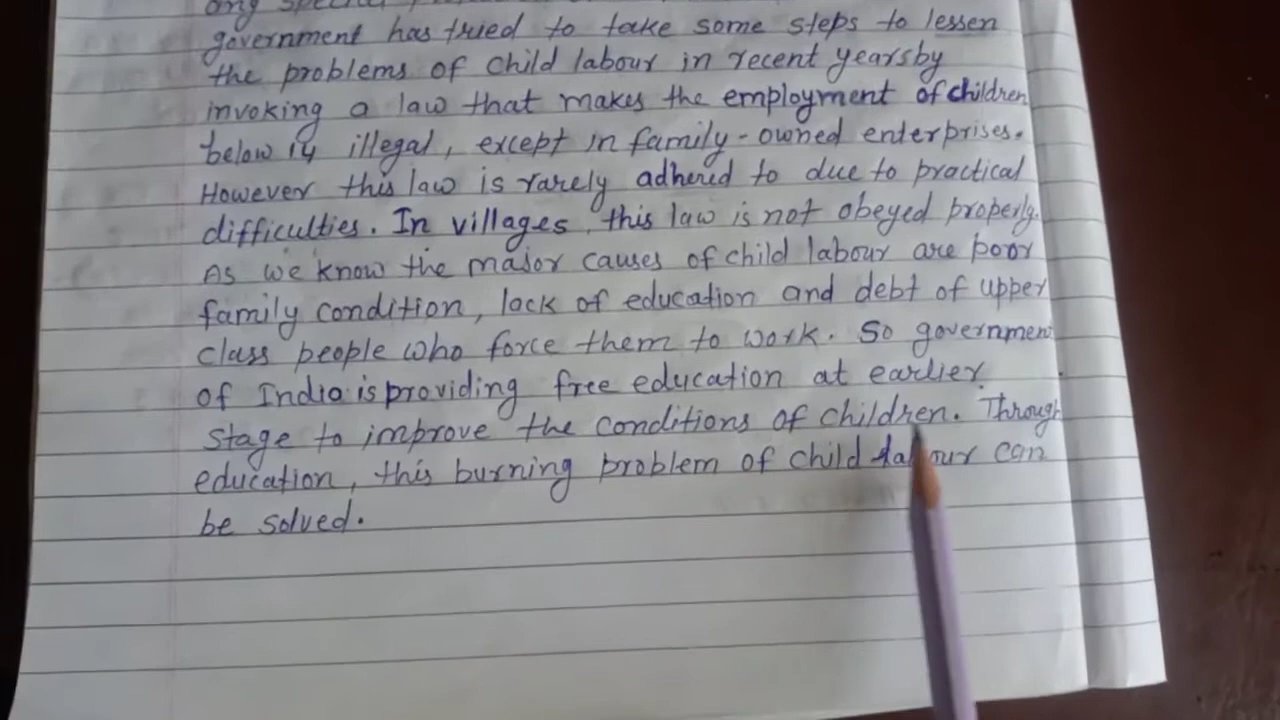 any special
government has tried to take some steps to lessen
the problems of child labour in recent yearsby
invoking a law that makes the employment of children
below 14 illegal, except in family-owned enterprises.
However this law is rarely adhered to due to practical
difficulties. In villages, this law is not obeyed properly.
As we know the major causes of child labour are poor
family condition, lack of education and debt of upper
class people who force them to work. So government
of India is providing free education at earlier
stage to improve the conditions of children. Through
education, this burning problem of child labour can
be solved.